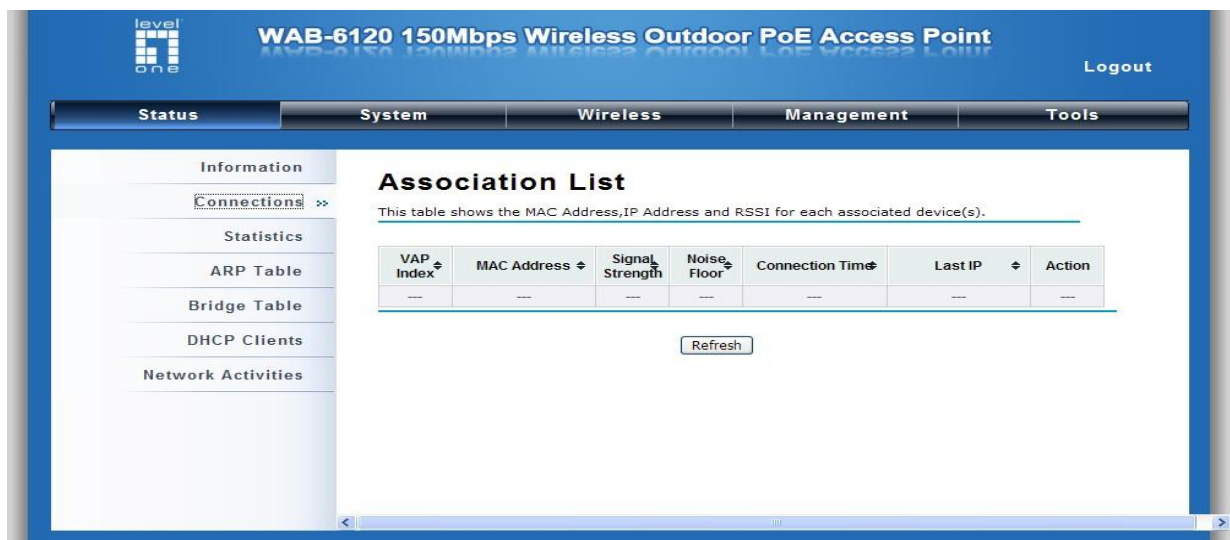 level
one
WAB-6120 150Mbps Wireless Outdoor PoE Access Point
Logout
Status System Wireless Management Tools
Information
Connections »
Statistics
ARP Table
Bridge Table
DHCP Clients
Network Activities
Association List
This table shows the MAC Address,IP Address and RSSI for each associated device(s).
VAP Index MAC Address Signal Strength Noise Floor Connection Time Last IP Action
--- --- --- --- --- --- ---
Refresh